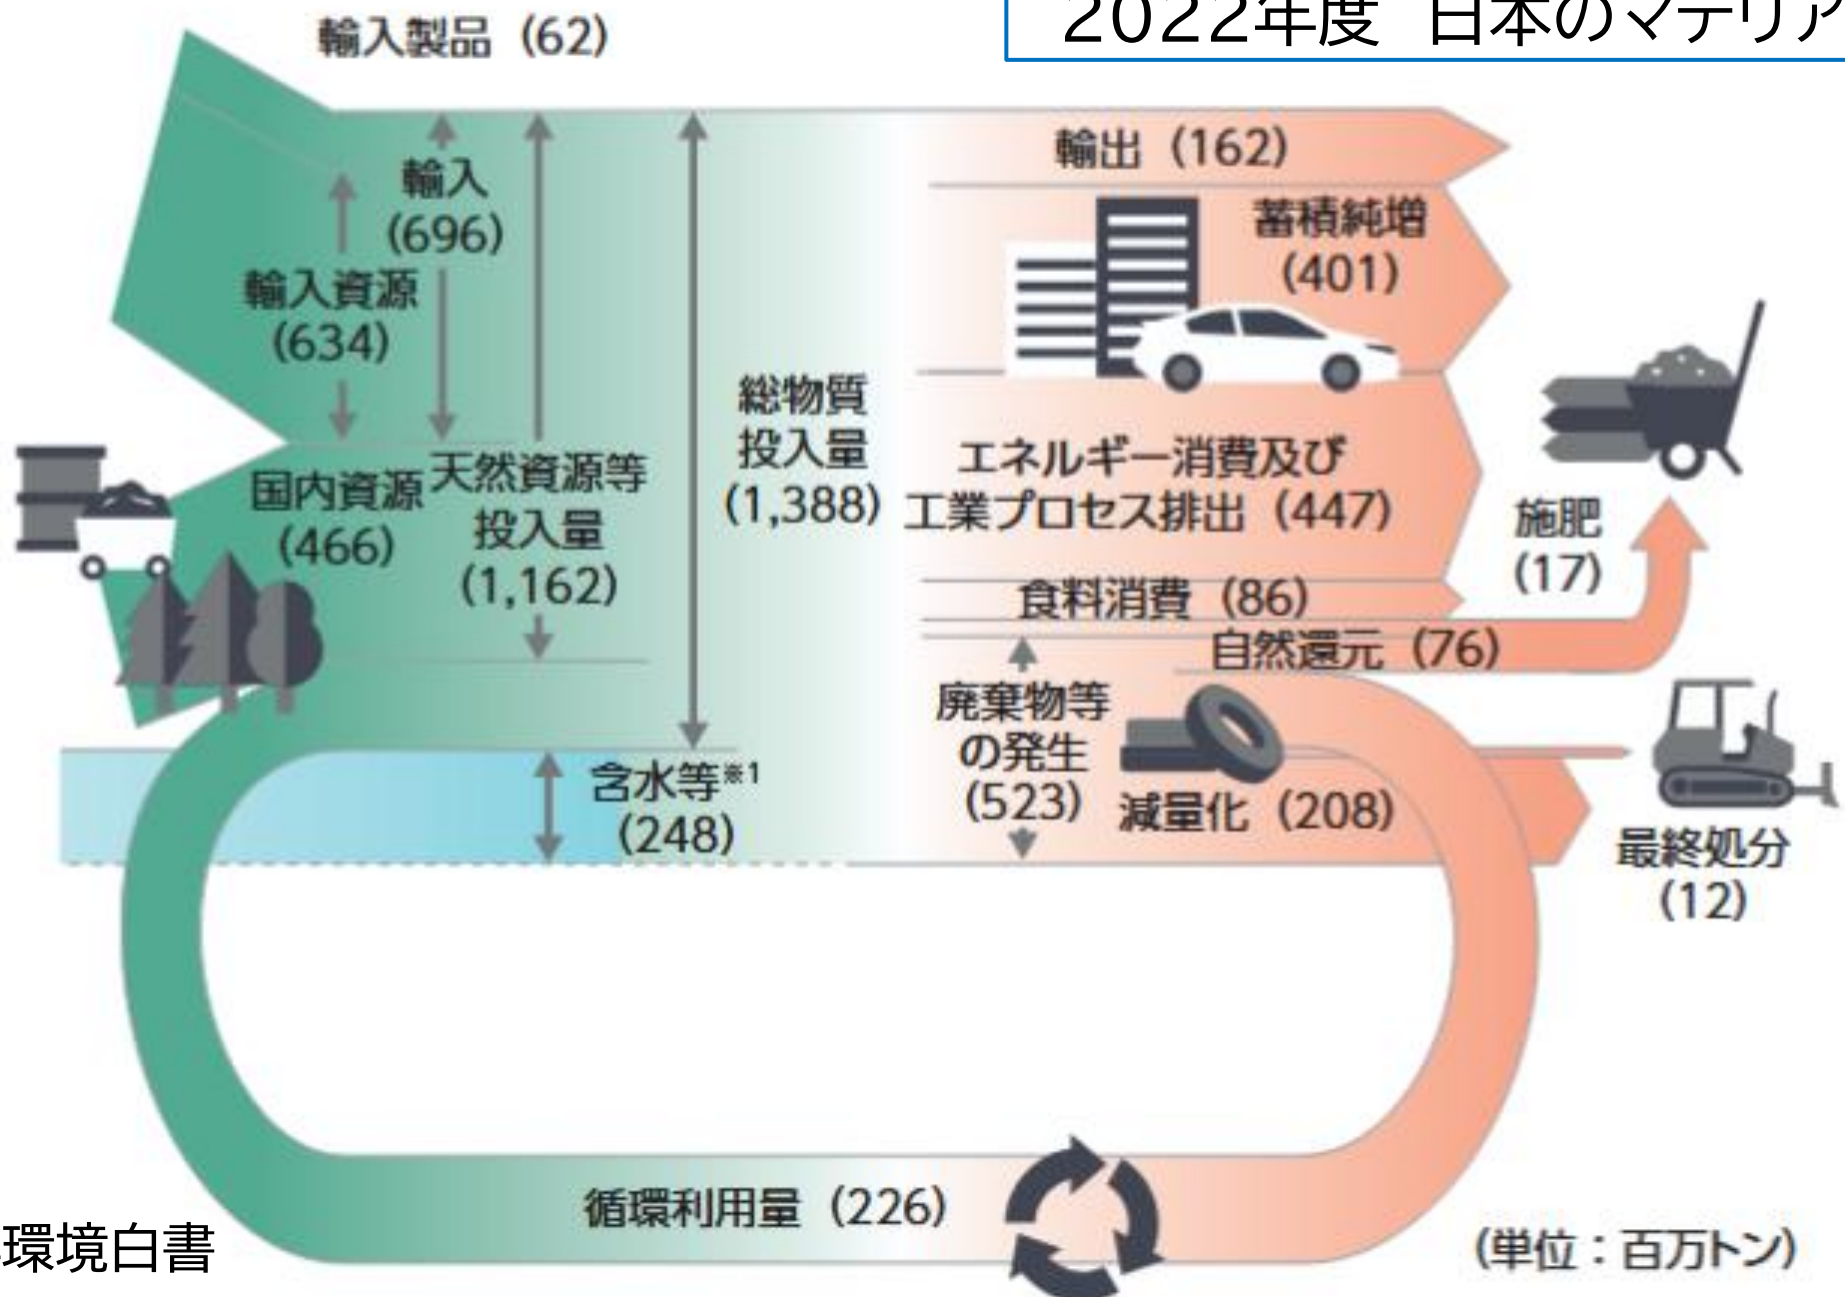 2022年度 日本のマテリア
輸入製品（62）
輸入
(696)
輸入資源
(634)
国内資源
(466)
天然資源等
投入量
(1,162)
総物質
投入量
(1,388)
含水等※1
(248)
輸出（162）
蓄積純増
(401)
エネルギー消費及び
工業プロセス排出（447）
食料消費（86）
自然還元（76）
施肥
(17)
廃棄物等
の発生
(523)
減量化（208）
最終処分
(12)
循環利用量（226）
環境白書
（単位：百万トン）